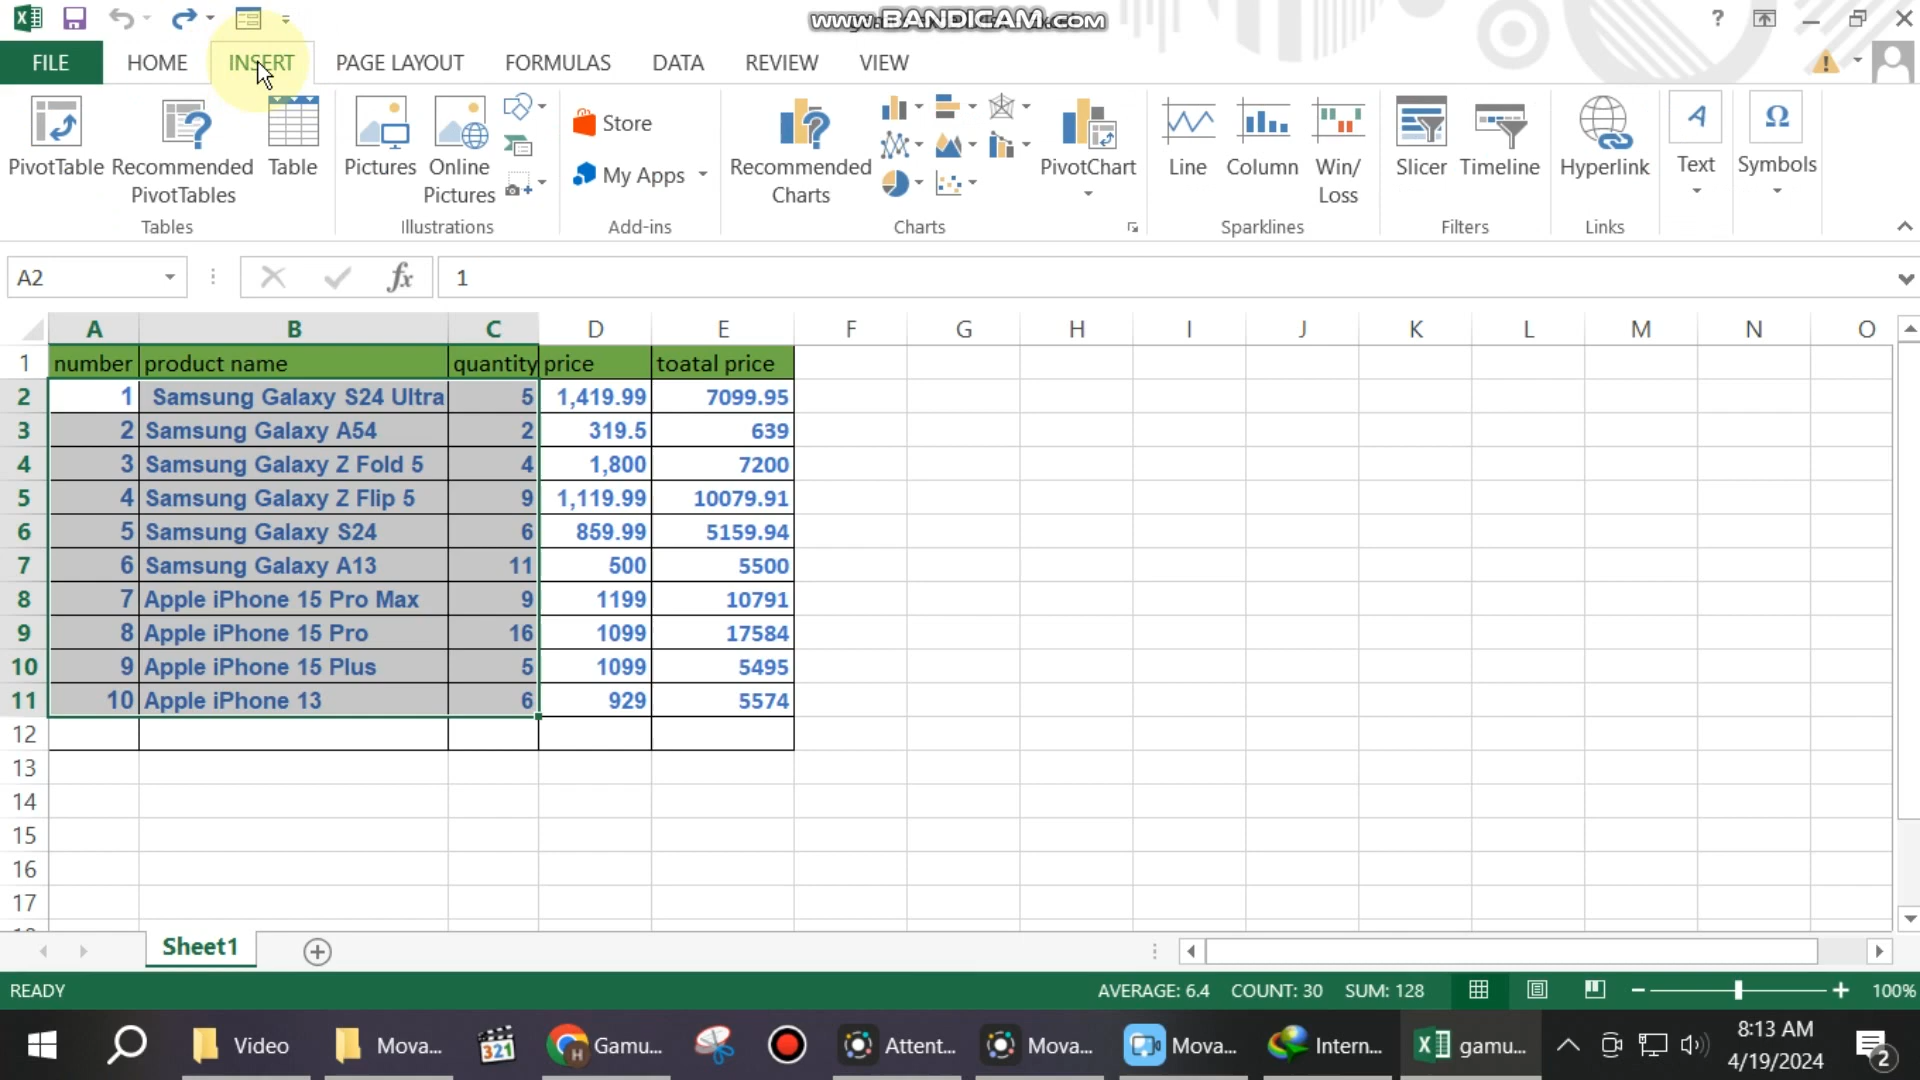 www.BANDICAM.com
FILE HOME INSERT PAGE LAYOUT FORMULAS DATA REVIEW VIEW
PivotTable Recommended PivotTables Table Pictures Online Pictures Store My Apps Recommended Charts PivotChart Line Column Win/Loss Slicer Timeline Hyperlink Text Symbols
Tables Illustrations Add-ins Charts Sparklines Filters Links
A2 fx 1
A B C D E F G H I J K L M N O
1 number product name quantity price toatal price
2 1 Samsung Galaxy S24 Ultra 5 1,419.99 7099.95
3 2 Samsung Galaxy A54 2 319.5 639
4 3 Samsung Galaxy Z Fold 5 4 1,800 7200
5 4 Samsung Galaxy Z Flip 5 9 1,119.99 10079.91
6 5 Samsung Galaxy S24 6 859.99 5159.94
7 6 Samsung Galaxy A13 11 500 5500
8 7 Apple iPhone 15 Pro Max 9 1199 10791
9 8 Apple iPhone 15 Pro 16 1099 17584
10 9 Apple iPhone 15 Plus 5 1099 5495
11 10 Apple iPhone 13 6 929 5574
12
13
14
15
16
17
Sheet1
READY AVERAGE: 6.4 COUNT: 30 SUM: 128 100%
Video Mova... 321 Gamu... Attent... Mova... Mova... Intern... gamu... 8:13 AM
4/19/2024 2